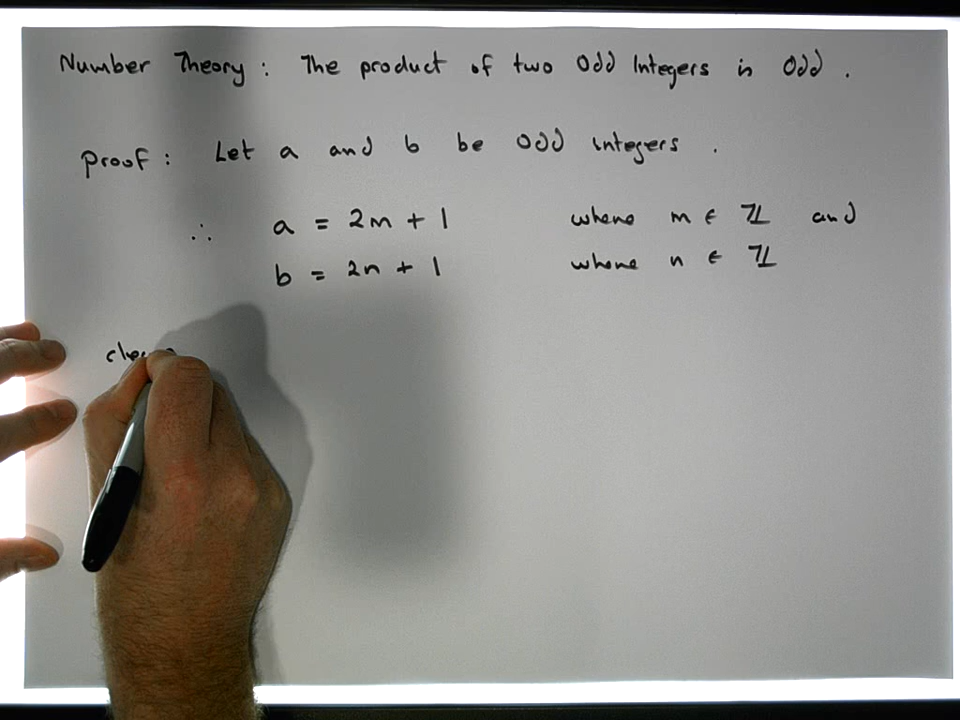 Number Theory : The product of two Odd Integers is Odd .
Proof : Let a and b be Odd integers .
∴ a = 2m + 1 where m ∈ ℤ and
b = 2n + 1 where n ∈ ℤ